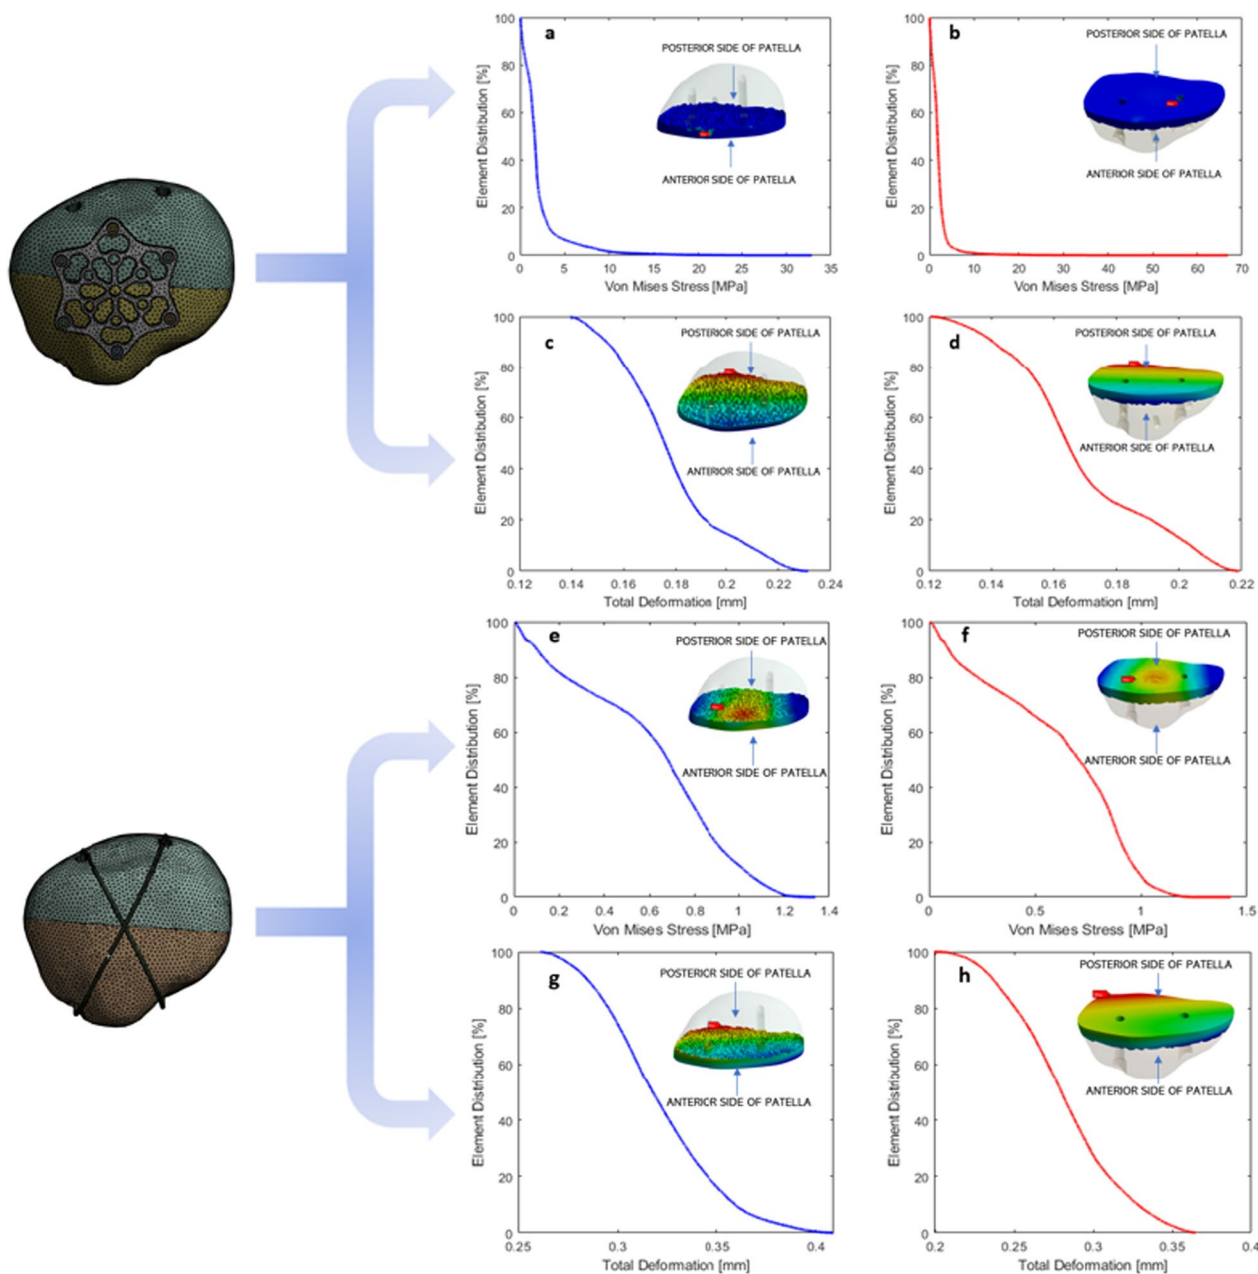 a
POSTERIOR SIDE OF PATELLA
ANTERIOR SIDE OF PATELLA
Element Distribution [%]
100
80
60
40
20
0
0 5 10 15 20 25 30 35
Von Mises Stress [MPa]
b
POSTERIOR SIDE OF PATELLA
ANTERIOR SIDE OF PATELLA
Element Distribution [%]
100
80
60
40
20
0
0 10 20 30 40 50 60 70
Von Mises Stress [MPa]
c
POSTERIOR SIDE OF PATELLA
ANTERIOR SIDE OF PATELLA
Element Distribution [%]
100
80
60
40
20
0
0.12 0.14 0.16 0.18 0.2 0.22 0.24
Total Deformation [mm]
d
POSTERIOR SIDE OF PATELLA
ANTERIOR SIDE OF PATELLA
Element Distribution [%]
100
80
60
40
20
0
0.12 0.14 0.16 0.18 0.2 0.22
Total Deformation [mm]
e
POSTERIOR SIDE OF PATELLA
ANTERIOR SIDE OF PATELLA
Element Distribution [%]
100
80
60
40
20
0
0 0.2 0.4 0.6 0.8 1 1.2 1.4
Von Mises Stress [MPa]
f
POSTERIOR SIDE OF PATELLA
ANTERIOR SIDE OF PATELLA
Element Distribution [%]
100
80
60
40
20
0
0 0.5 1 1.5
Von Mises Stress [MPa]
g
POSTERIOR SIDE OF PATELLA
ANTERIOR SIDE OF PATELLA
Element Distribution [%]
100
80
60
40
20
0
0.25 0.3 0.35 0.4
Total Deformation [mm]
h
POSTERIOR SIDE OF PATELLA
ANTERIOR SIDE OF PATELLA
Element Distribution [%]
100
80
60
40
20
0
0.2 0.25 0.3 0.35 0.4
Total Deformation [mm]